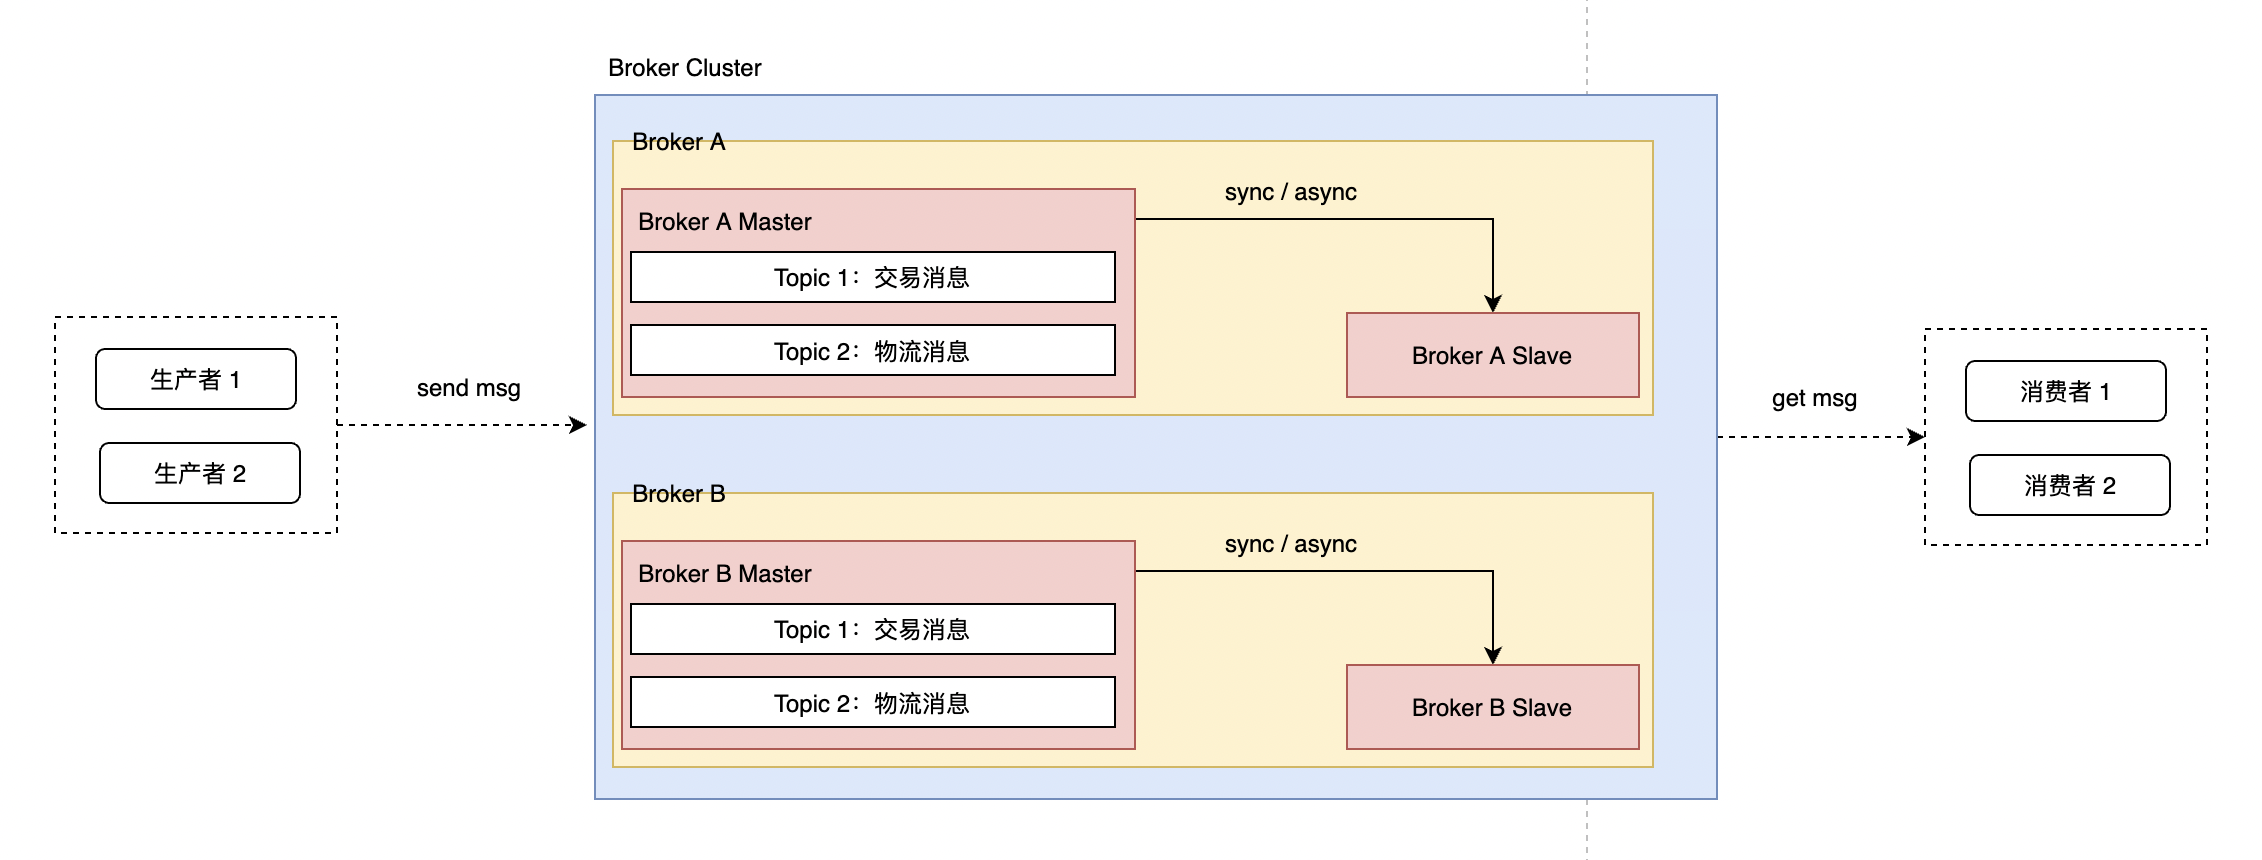 Broker Cluster
Broker A
sync / async
Broker A Master
Topic 1：交易消息
Topic 2：物流消息
Broker A Slave
生产者 1
生产者 2
send msg
get msg
消费者 1
消费者 2
Broker B
sync / async
Broker B Master
Topic 1：交易消息
Topic 2：物流消息
Broker B Slave